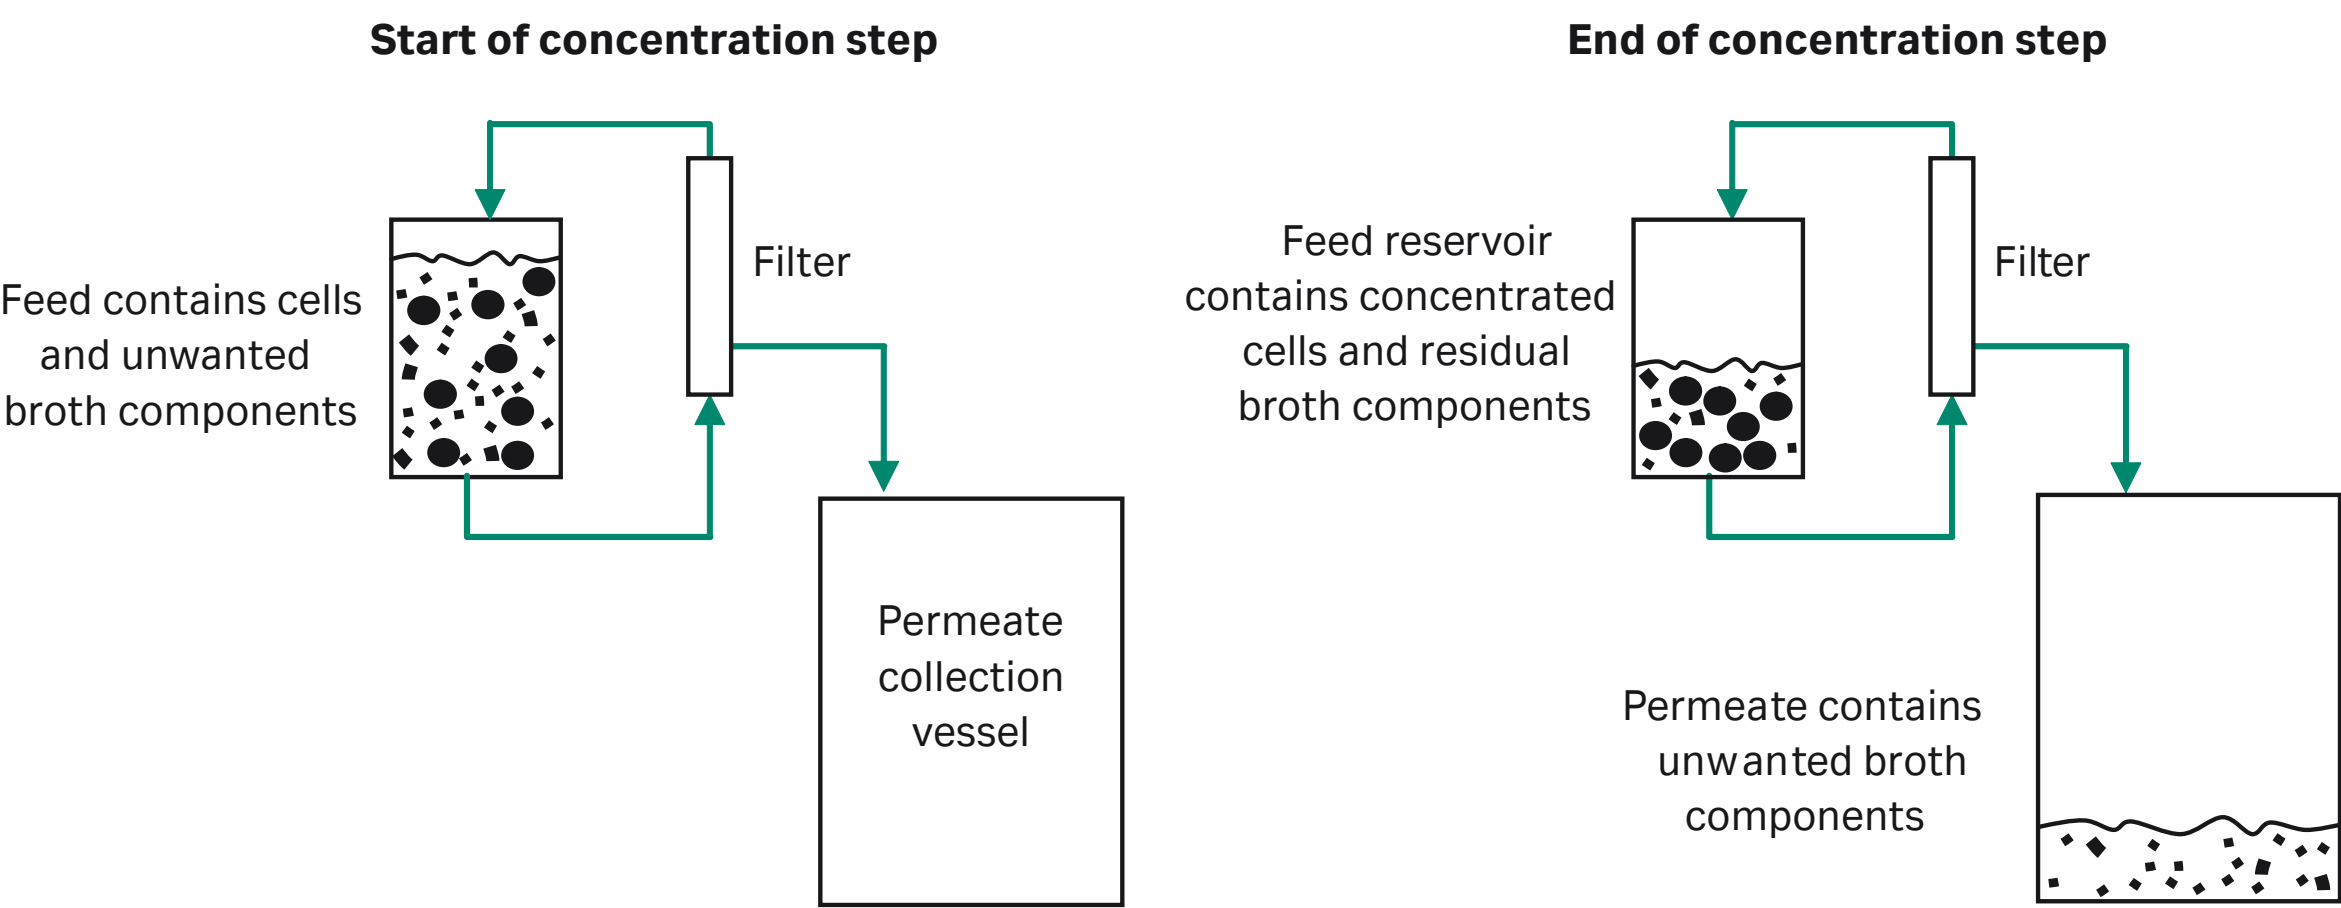 Start of concentration step
Feed contains cells
and unwanted
broth components
Filter
Permeate
collection
vessel
End of concentration step
Feed reservoir
contains concentrated
cells and residual
broth components
Filter
Permeate contains
unwanted broth
components